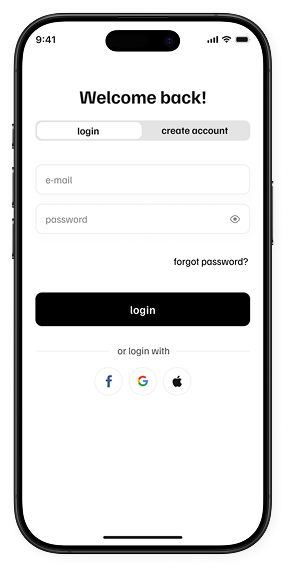 9:41
Welcome back!
login
create account
e-mail
password
forgot password?
login
or login with